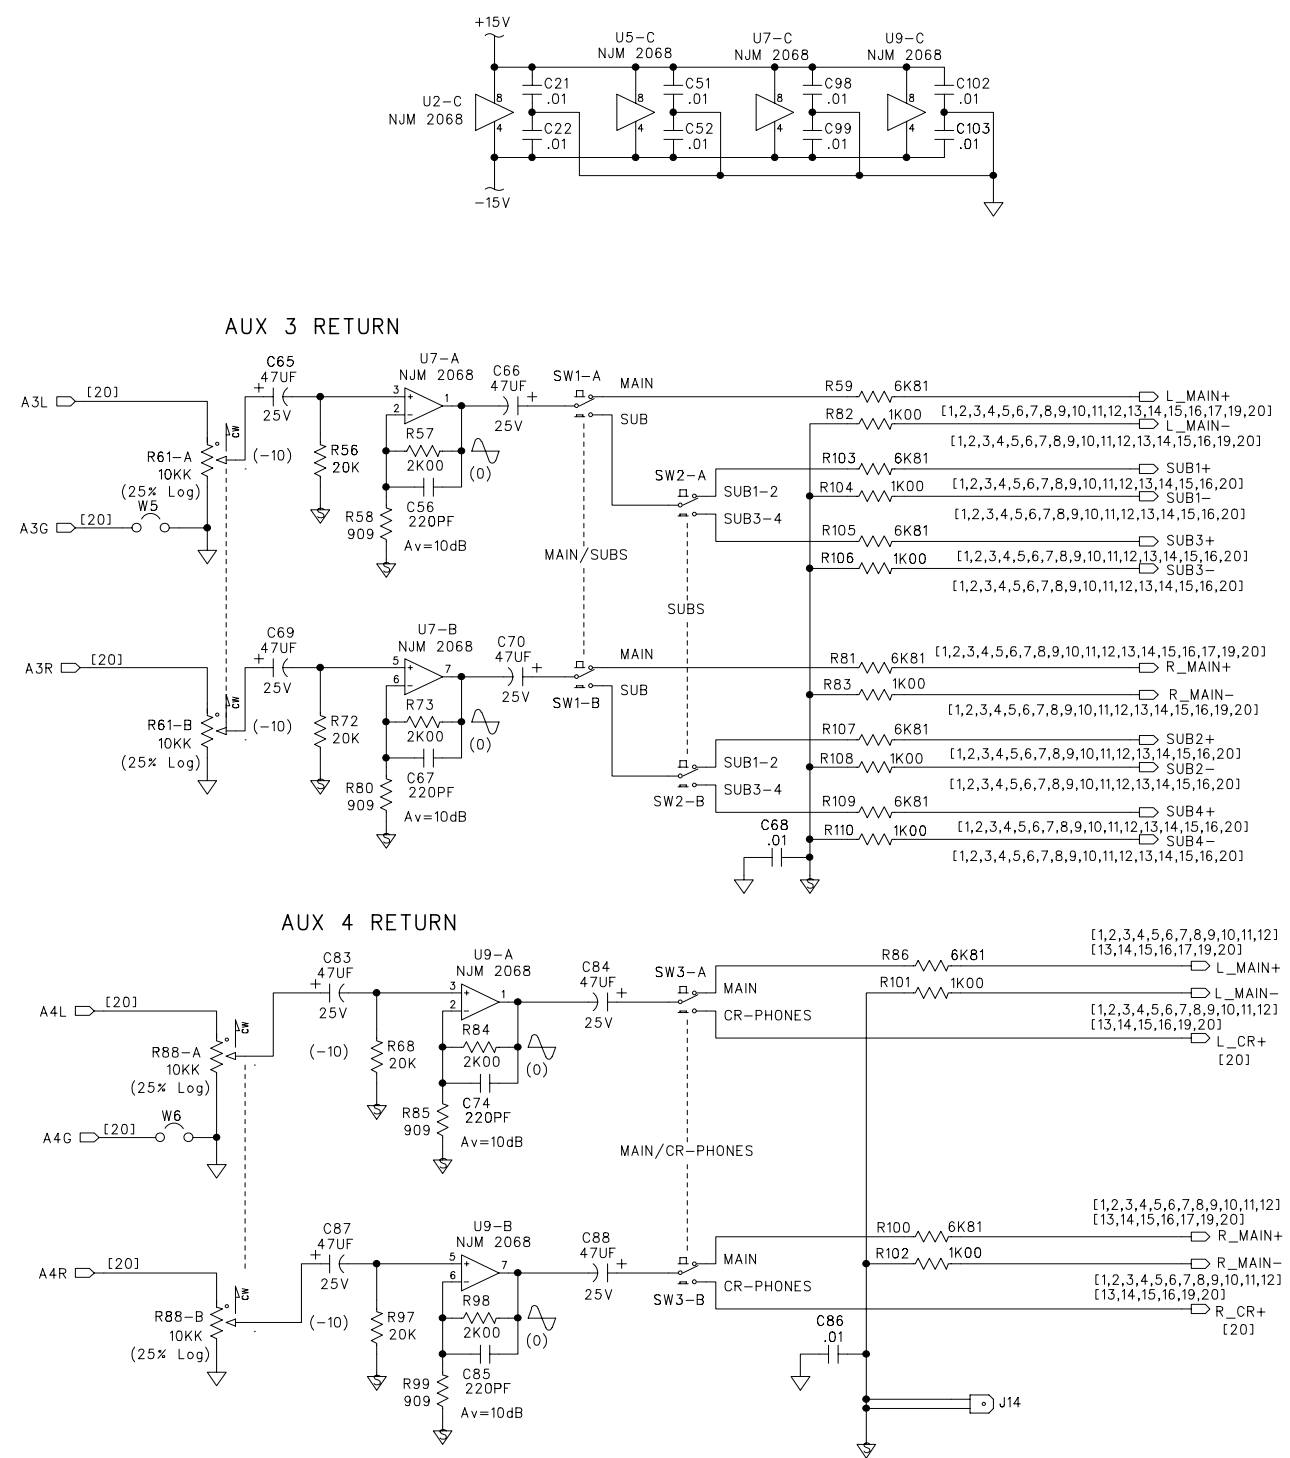 +15V
U5-C
NJM 2068
U7-C
NJM 2068
U9-C
NJM 2068
U2-C
NJM 2068
8
4
C21
.01
C22
.01
8
4
C51
.01
C52
.01
8
4
C98
.01
C99
.01
8
4
C102
.01
C103
.01
-15V
AUX 3 RETURN
A3L
[20]
R61-A
10KK
(25% Log)
CW
W5
A3G
[20]
C65
47UF
+
25V
(-10)
R56
20K
S
U7-A
NJM 2068
3
+
2
-
1
R57
2K00
(0)
C56
220PF
R58
909
Av=10dB
S
C66
47UF
+
25V
SW1-A
MAIN
SUB
SW2-A
SUB1-2
SUB3-4
MAIN/SUBS
SUBS
R59
6K81
L_MAIN+
[1,2,3,4,5,6,7,8,9,10,11,12,13,14,15,16,17,19,20]
R82
1K00
L_MAIN-
[1,2,3,4,5,6,7,8,9,10,11,12,13,14,15,16,19,20]
R103
6K81
SUB1+
[1,2,3,4,5,6,7,8,9,10,11,12,13,14,15,16,20]
R104
1K00
SUB1-
[1,2,3,4,5,6,7,8,9,10,11,12,13,14,15,16,20]
R105
6K81
SUB3+
[1,2,3,4,5,6,7,8,9,10,11,12,13,14,15,16,20]
R106
1K00
SUB3-
[1,2,3,4,5,6,7,8,9,10,11,12,13,14,15,16,20]
A3R
[20]
R61-B
10KK
(25% Log)
CW
C69
47UF
+
25V
(-10)
R72
20K
S
U7-B
NJM 2068
5
+
6
-
7
R73
2K00
(0)
C67
220PF
R80
909
Av=10dB
S
C70
47UF
+
25V
SW1-B
MAIN
SUB
SW2-B
SUB1-2
SUB3-4
[1,2,3,4,5,6,7,8,9,10,11,12,13,14,15,16,17,19,20]
R81
6K81
R_MAIN+
R83
1K00
R_MAIN-
[1,2,3,4,5,6,7,8,9,10,11,12,13,14,15,16,19,20]
R107
6K81
SUB2+
[1,2,3,4,5,6,7,8,9,10,11,12,13,14,15,16,20]
R108
1K00
SUB2-
[1,2,3,4,5,6,7,8,9,10,11,12,13,14,15,16,20]
R109
6K81
SUB4+
[1,2,3,4,5,6,7,8,9,10,11,12,13,14,15,16,20]
R110
1K00
SUB4-
[1,2,3,4,5,6,7,8,9,10,11,12,13,14,15,16,20]
C68
.01
S
AUX 4 RETURN
A4L
[20]
R88-A
10KK
(25% Log)
CW
W6
A4G
[20]
C83
47UF
+
25V
(-10)
R68
20K
S
U9-A
NJM 2068
3
+
2
-
1
R84
2K00
(0)
C74
220PF
R85
909
Av=10dB
S
C84
47UF
+
25V
SW3-A
MAIN
CR-PHONES
MAIN/CR-PHONES
[1,2,3,4,5,6,7,8,9,10,11,12]
[13,14,15,16,17,19,20]
R86
6K81
L_MAIN+
R101
1K00
L_MAIN-
[1,2,3,4,5,6,7,8,9,10,11,12]
[13,14,15,16,19,20]
L_CR+
[20]
A4R
[20]
R88-B
10KK
(25% Log)
CW
C87
47UF
+
25V
(-10)
R97
20K
S
U9-B
NJM 2068
5
+
6
-
7
R98
2K00
(0)
C85
220PF
R99
909
Av=10dB
S
C88
47UF
+
25V
SW3-B
MAIN
CR-PHONES
[1,2,3,4,5,6,7,8,9,10,11,12]
[13,14,15,16,17,19,20]
R100
6K81
R_MAIN+
R102
1K00
R_MAIN-
[1,2,3,4,5,6,7,8,9,10,11,12]
[13,14,15,16,19,20]
R_CR+
[20]
C86
.01
J14
S